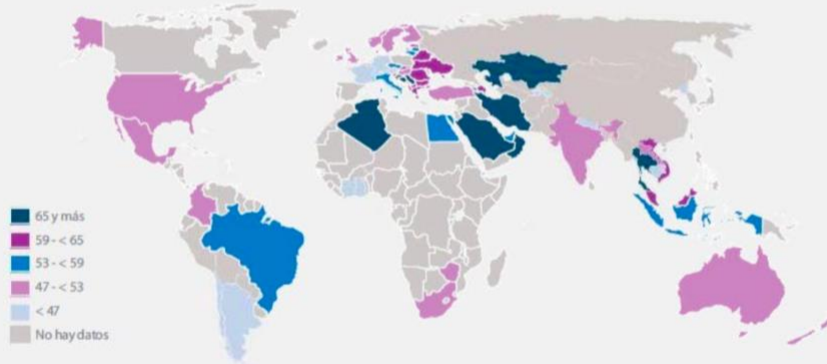 65 y más
59 - < 65
53 - < 59
47 - < 53
< 47
No hay datos